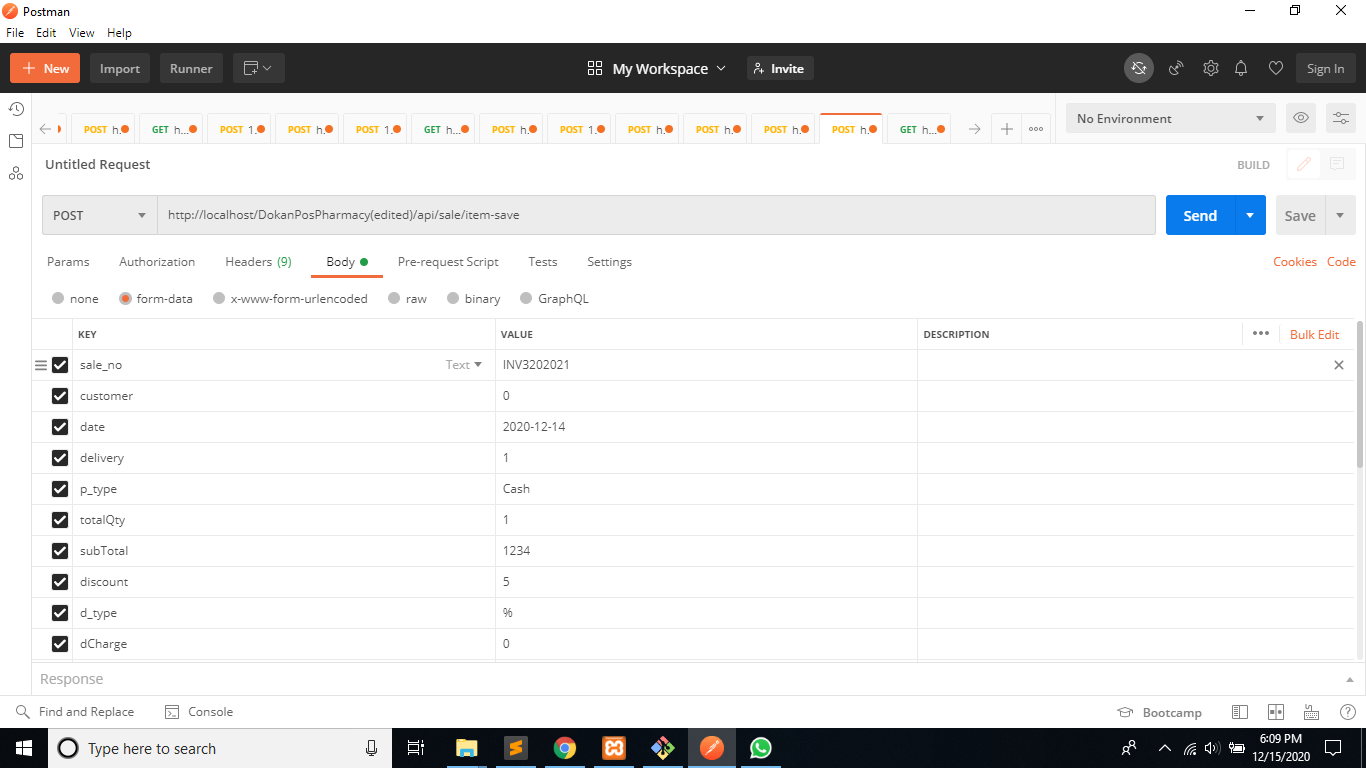 Postman
File Edit View Help
New Import Runner My Workspace Invite Sign In
POST h. GET h... POST 1. POST h. POST 1. GET h... POST h. POST 1. POST h. POST h. POST h. POST h. GET h... No Environment
Untitled Request BUILD
POST http://localhost/DokanPosPharmacy(edited)/api/sale/item-save Send Save
Params Authorization Headers (9) Body Pre-request Script Tests Settings Cookies Code
none form-data x-www-form-urlencoded raw binary GraphQL
KEY VALUE DESCRIPTION Bulk Edit
sale_no Text INV3202021
customer 0
date 2020-12-14
delivery 1
p_type Cash
totalQty 1
subTotal 1234
discount 5
d_type %
dCharge 0
Response
Find and Replace Console Bootcamp
Type here to search 6:09 PM
12/15/2020